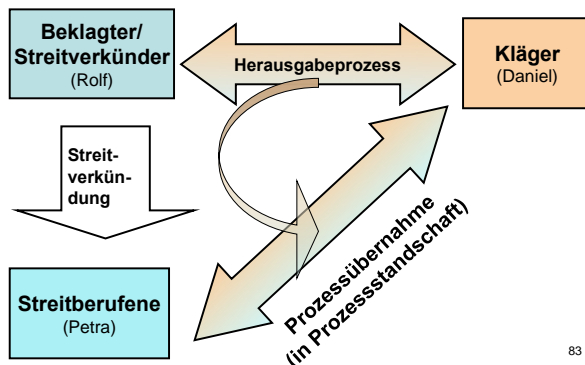 Beklagter/
Streitverkünder
(Rolf)
Herausgabeprozess
Kläger
(Daniel)
Streit-
verkün-
dung
Prozessübernahme
(in Prozessstandschaft)
Streitberufene
(Petra)
83